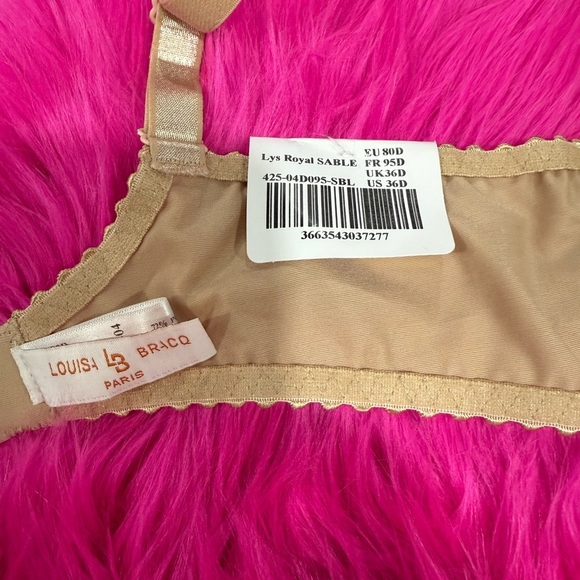 Lys Royal SABLE
425-04D095-SBL
EU 80D
FR 95D
UK36D
US 36D
3663543037277
LOUISA LB BRACQ
PARIS